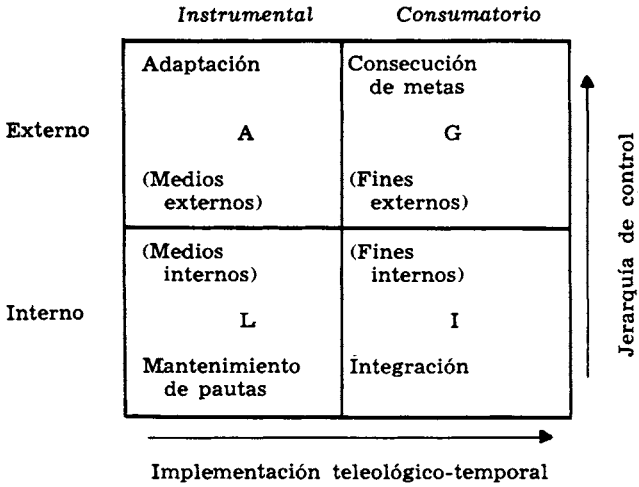 Instrumental
Consumatorio
Adaptación
Consecución
de metas
Externo
A
G
(Medios
externos)
(Fines
externos)
(Medios
internos)
(Fines
internos)
Interno
L
I
Mantenimiento
de pautas
Integración
Jerarquía de control
Implementación teleológico-temporal